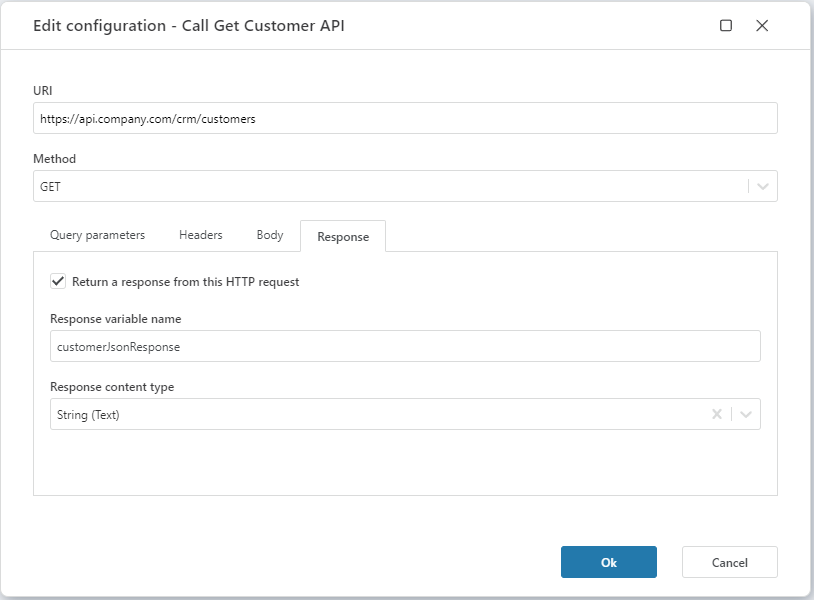 Edit configuration - Call Get Customer API
URI
https://api.company.com/crm/customers
Method
GET
Query parameters Headers Body Response
Return a response from this HTTP request
Response variable name
customerJsonResponse
Response content type
String (Text)
Ok Cancel